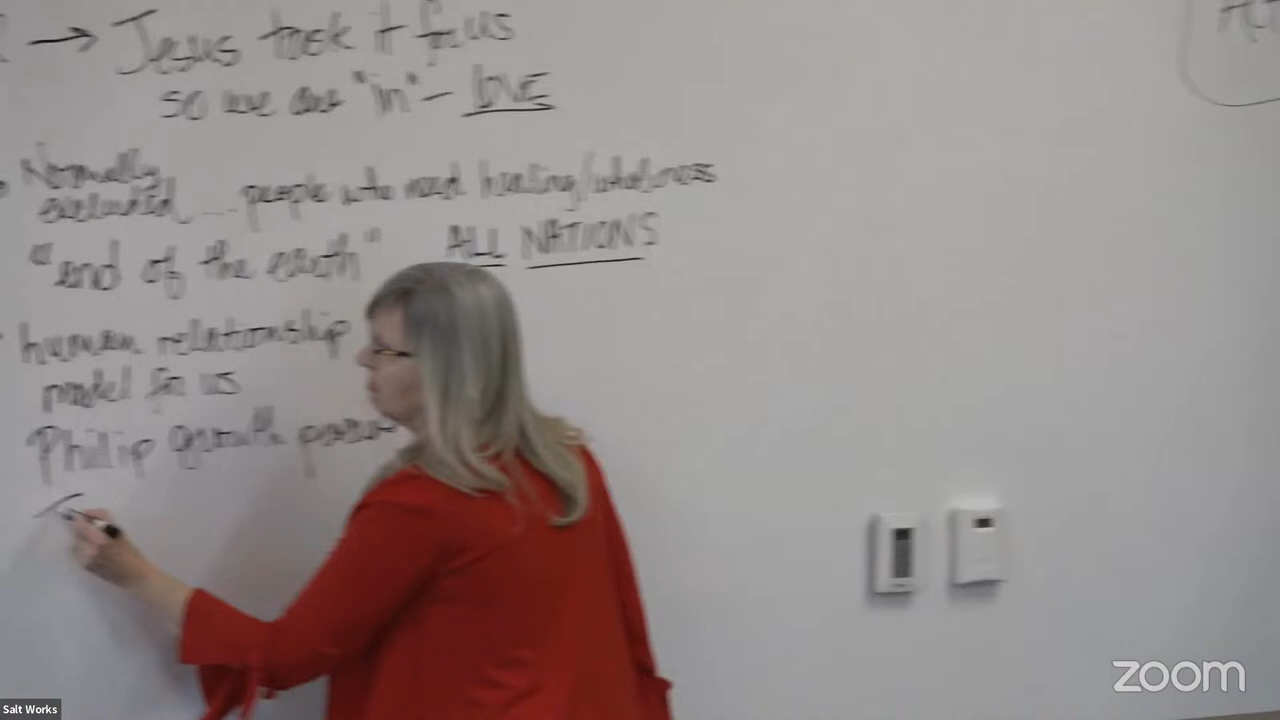 → Jesus took it for us
so we are "in" - LOVE
Normally
excluded... people who need healing/wholeness
"end of the earth" ALL NATIONS
human relationship
model for us
Philip growth
zoom
Salt Works